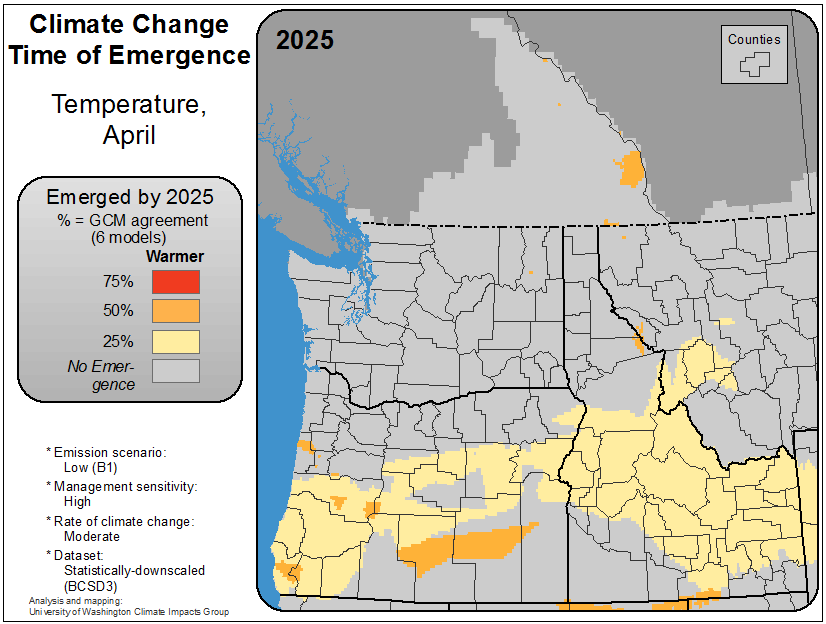 Climate Change
Time of Emergence
Temperature,
April
Emerged by 2025
% = GCM agreement
(6 models)
Warmer
75%
50%
25%
No Emer-
gence
* Emission scenario:
Low (B1)
* Management sensitivity:
High
* Rate of climate change:
Moderate
* Dataset:
Statistically-downscaled
(BCSD3)
Analysis and mapping:
University of Washington Climate Impacts Group
2025
Counties